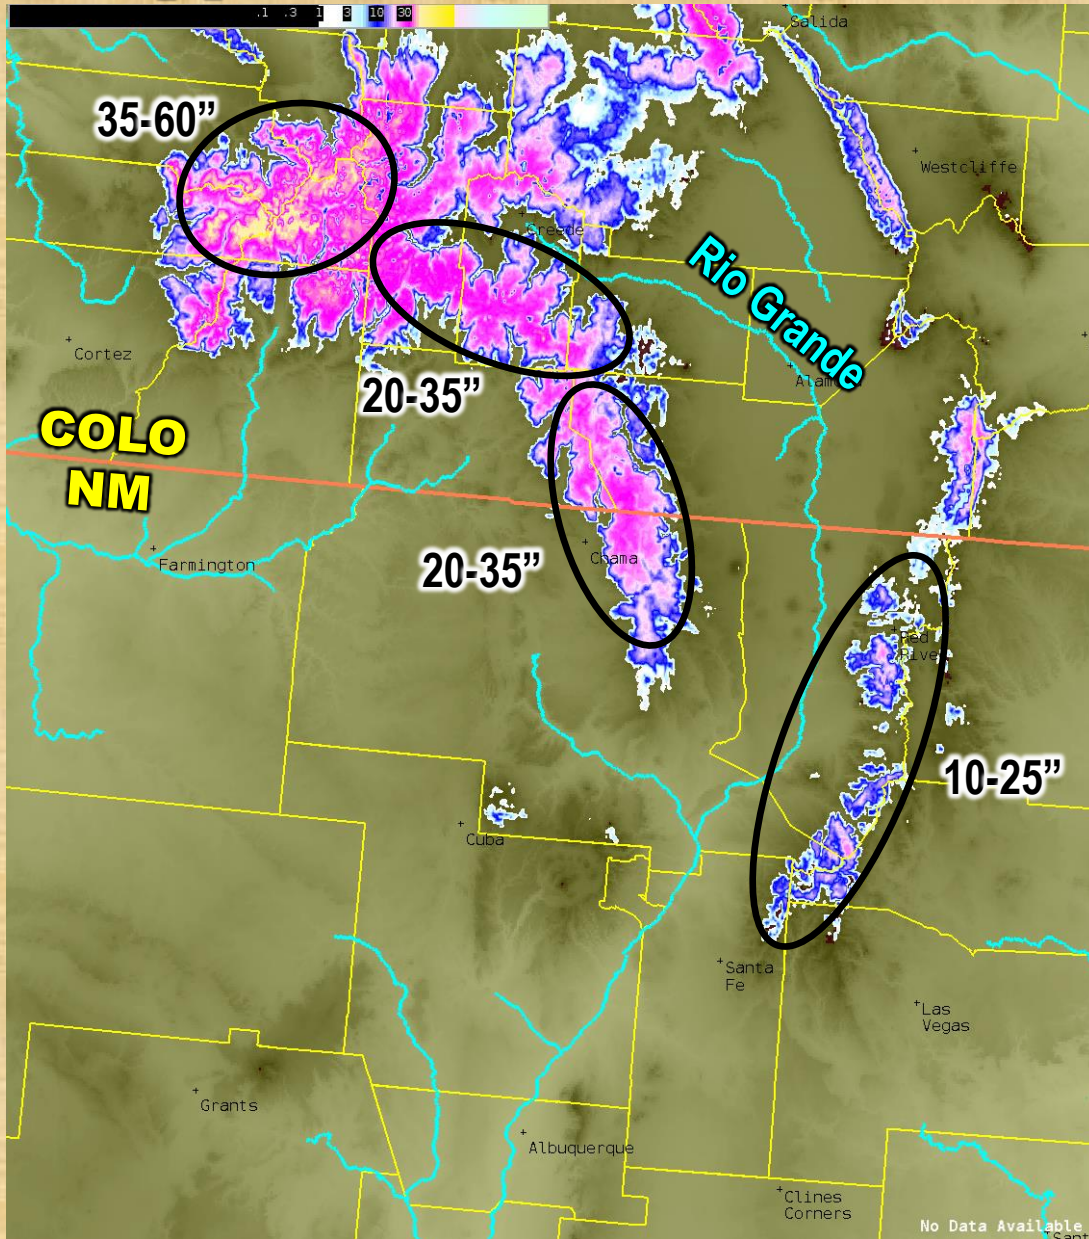 .1 .3 1 3 10 30
Salida
35-60”
Westcliffe
Creede
Rio Grande
Cortez
20-35”
COLO
NM
Chama
20-35”
Farmington
Red
River
10-25”
Cuba
Santa
Fe
Las
Vegas
Grants
Albuquerque
Clines
Corners
No Data Available